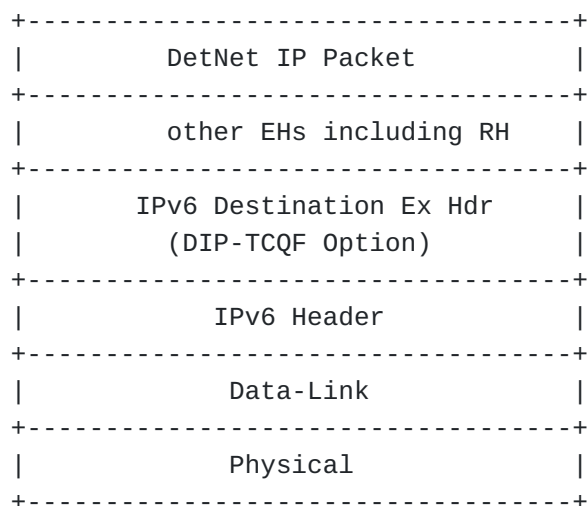 +-----------------------------------+
|         DetNet IP Packet          |
+-----------------------------------+
|         other EHs including RH    |
+-----------------------------------+
|       IPv6 Destination Ex Hdr     |
|         (DIP-TCQF Option)         |
+-----------------------------------+
|            IPv6 Header            |
+-----------------------------------+
|             Data-Link             |
+-----------------------------------+
|             Physical              |
+-----------------------------------+